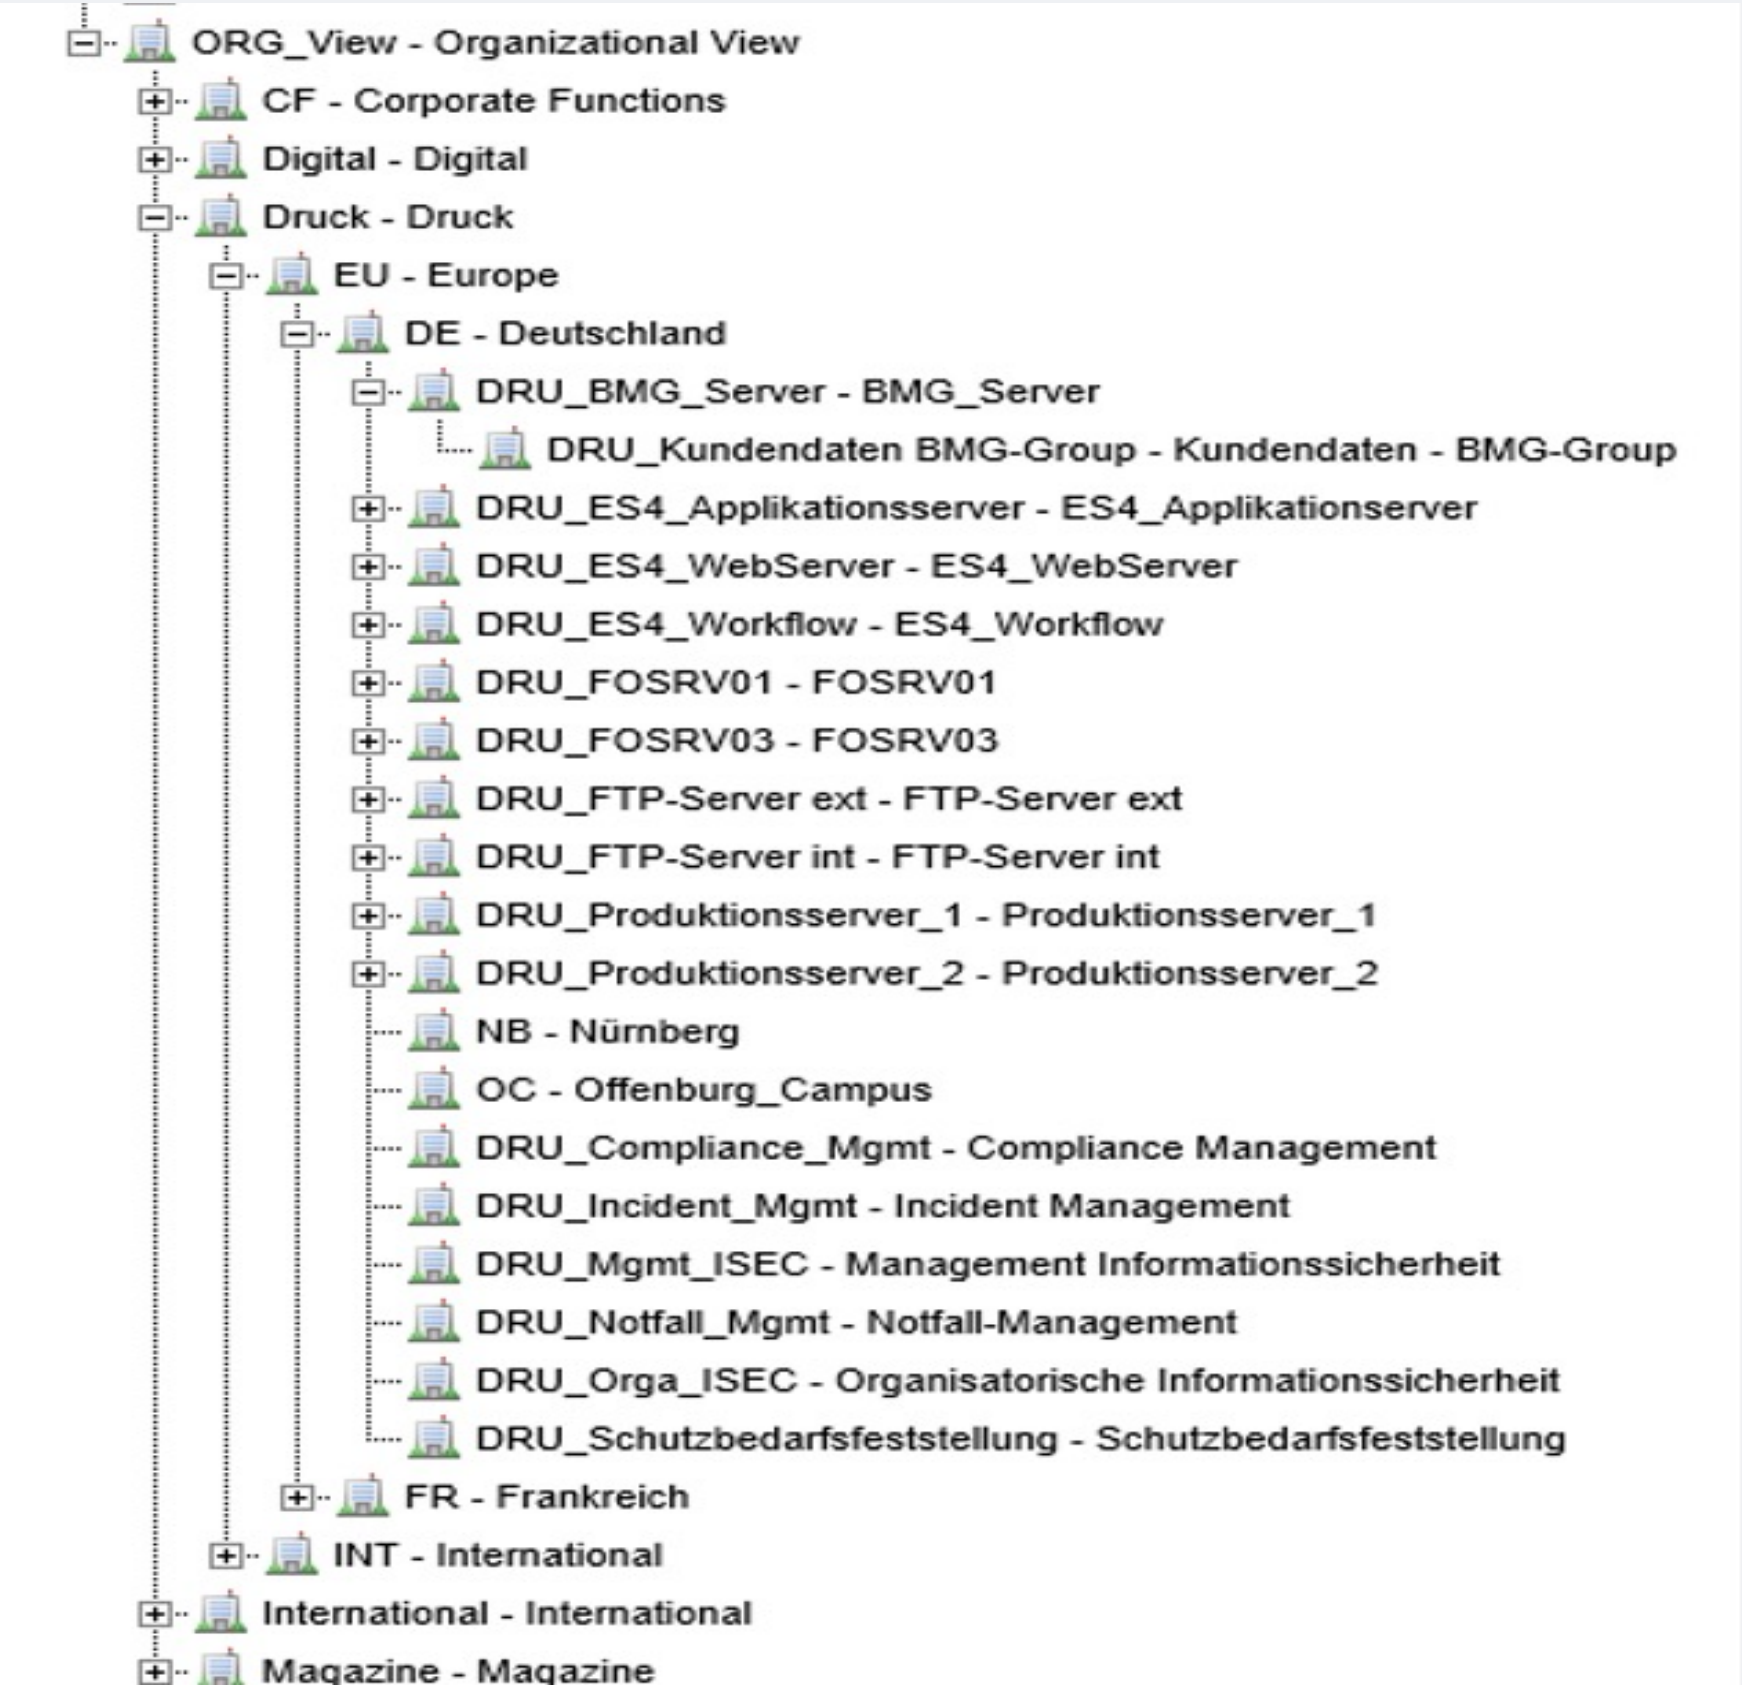 ORG_View - Organizational View
CF - Corporate Functions
Digital - Digital
Druck - Druck
EU - Europe
DE - Deutschland
DRU_BMG_Server - BMG_Server
DRU_Kundendaten BMG-Group - Kundendaten - BMG-Group
DRU_ES4_Applikationsserver - ES4_Applikationserver
DRU_ES4_WebServer - ES4_WebServer
DRU_ES4_Workflow - ES4_Workflow
DRU_FOSRV01 - FOSRV01
DRU_FOSRV03 - FOSRV03
DRU_FTP-Server ext - FTP-Server ext
DRU_FTP-Server int - FTP-Server int
DRU_Produktionsserver_1 - Produktionsserver_1
DRU_Produktionsserver_2 - Produktionsserver_2
NB - Nürnberg
OC - Offenburg_Campus
DRU_Compliance_Mgmt - Compliance Management
DRU_Incident_Mgmt - Incident Management
DRU_Mgmt_ISEC - Management Informationssicherheit
DRU_Notfall_Mgmt - Notfall-Management
DRU_Orga_ISEC - Organisatorische Informationssicherheit
DRU_Schutzbedarfsfeststellung - Schutzbedarfsfeststellung
FR - Frankreich
INT - International
International - International
Magazine - Magazine